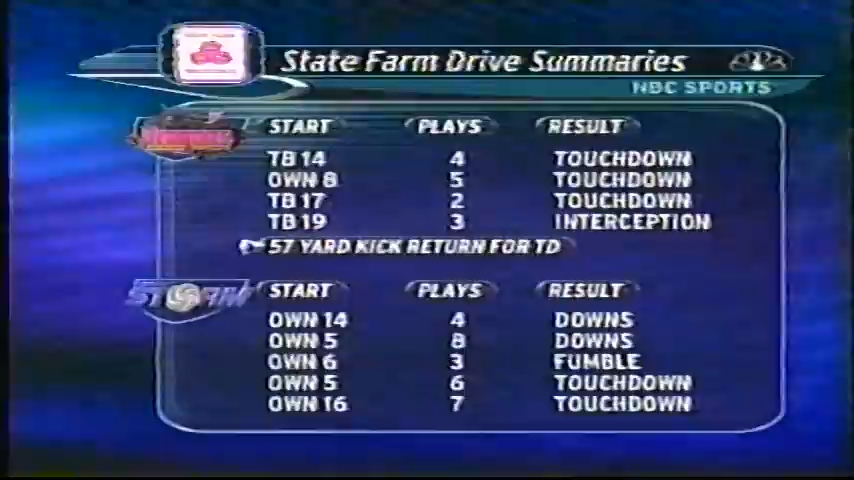 State Farm Drive Summaries
NBC SPORTS
START PLAYS RESULT
TB 14 4 TOUCHDOWN
OWN 8 5 TOUCHDOWN
TB 17 2 TOUCHDOWN
TB 19 3 INTERCEPTION
57 YARD KICK RETURN FOR TD
STORM START PLAYS RESULT
OWN 14 4 DOWNS
OWN 5 8 DOWNS
OWN 6 3 FUMBLE
OWN 5 6 TOUCHDOWN
OWN 16 7 TOUCHDOWN